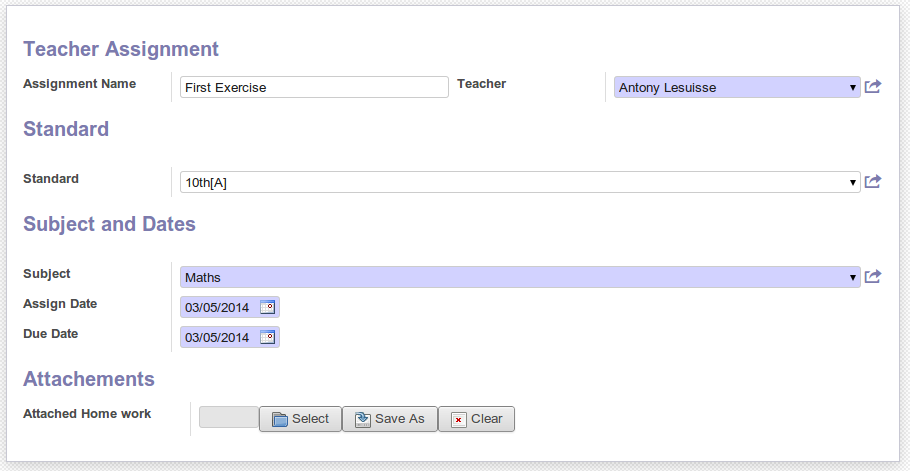 Teacher Assignment
Assignment Name First Exercise Teacher Antony Lesuisse
Standard
Standard 10th[A]
Subject and Dates
Subject Maths
Assign Date 03/05/2014
Due Date 03/05/2014
Attachements
Attached Home work Select Save As Clear